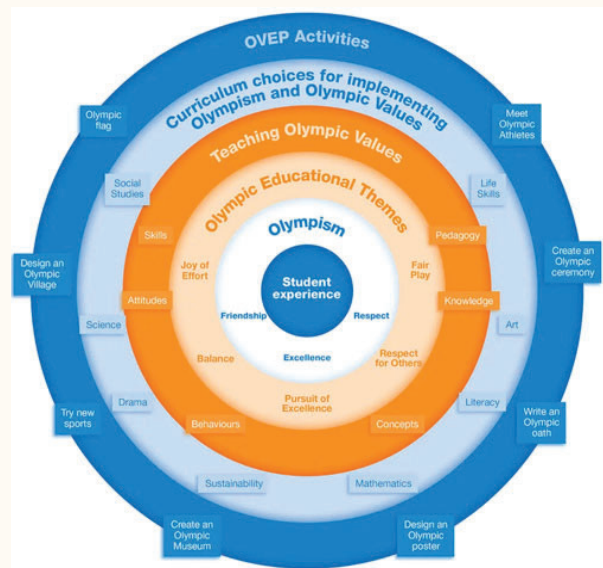 OVEP Activities
Curriculum choices for implementing
Olympism and Olympic Values
Teaching Olympic Values
Olympic Educational Themes
Olympism
Student
experience
Friendship
Respect
Excellence
Joy of
Effort
Fair
Play
Balance
Respect
for Others
Pursuit of
Excellence
Skills
Pedagogy
Attitudes
Knowledge
Behaviours
Concepts
Social
Studies
Life
Skills
Science
Art
Drama
Literacy
Sustainability
Mathematics
Olympic
flag
Meet
Olympic
Athletes
Design an
Olympic
Village
Create an
Olympic
ceremony
Try new
sports
Write an
Olympic
oath
Create an
Olympic
Museum
Design an
Olympic
poster